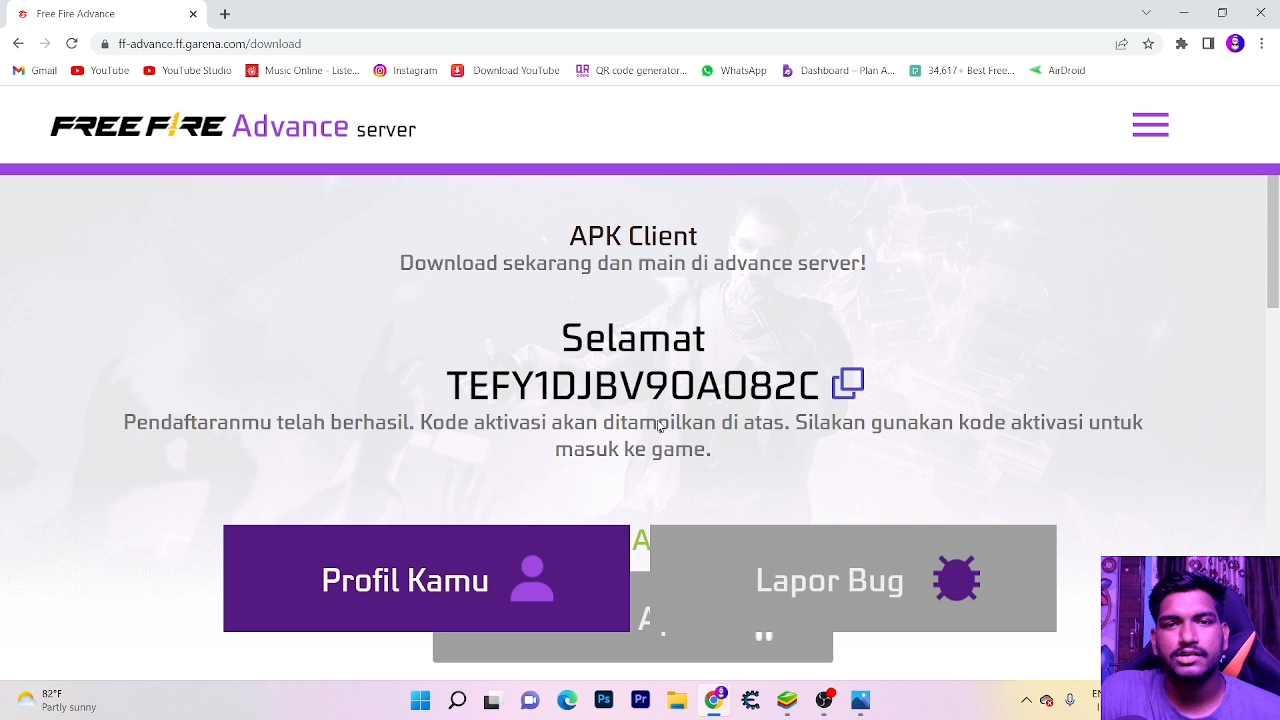 Free Fire Advance
ff-advance.ff.garena.com/download
Gmail
YouTube
YouTube Studio
Music Online - Liste...
Instagram
Download YouTube
QR code generator...
WhatsApp
Dashboard – Plan A...
34,617+ Best Free...
AirDroid
FREE FIRE Advance server
APK Client
Download sekarang dan main di advance server!
Selamat
TEFY1DJBV90A082C
Pendaftaranmu telah berhasil. Kode aktivasi akan ditampilkan di atas. Silakan gunakan kode aktivasi untuk
masuk ke game.
Profil Kamu
Lapor Bug
82°F
Partly sunny